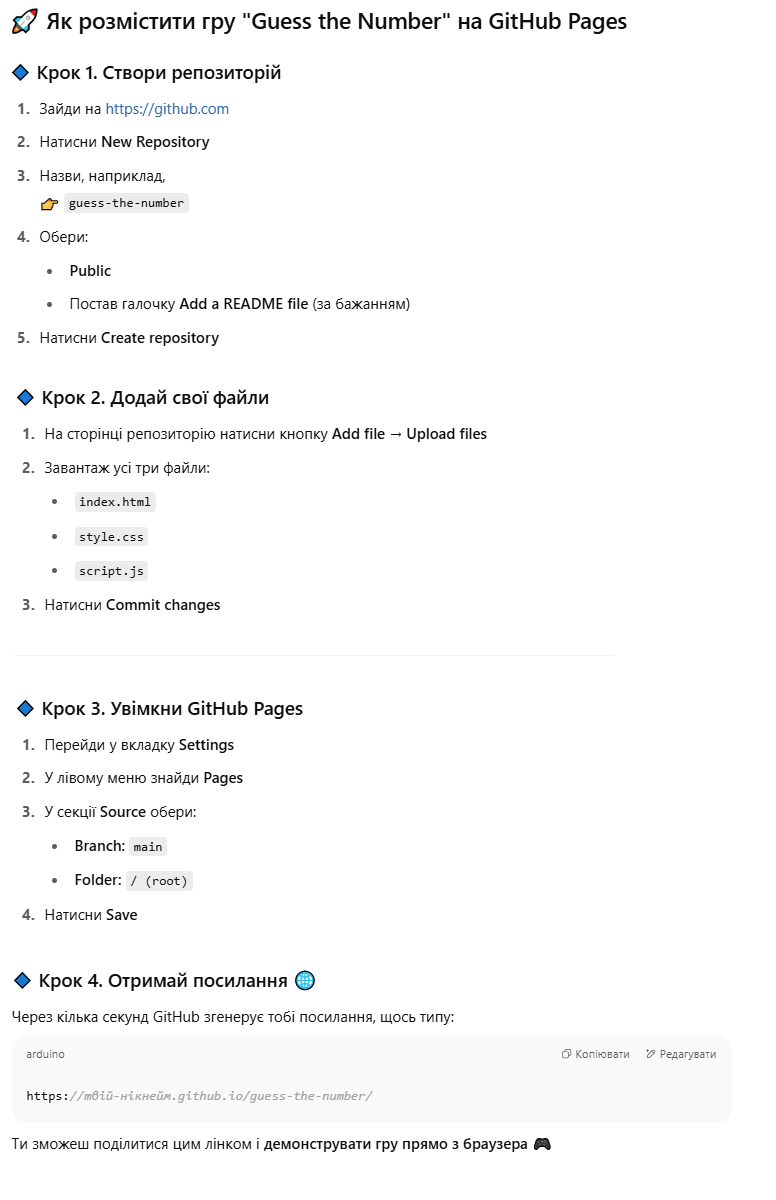 🚀 Як розмістити гру "Guess the Number" на GitHub Pages
🔷 Крок 1. Створи репозиторій
1. Зайди на https://github.com
2. Натисни New Repository
3. Назви, наприклад,
👉 guess-the-number
4. Обери:
• Public
• Постав галочку Add a README file (за бажанням)
5. Натисни Create repository
🔷 Крок 2. Додай свої файли
1. На сторінці репозиторію натисни кнопку Add file → Upload files
2. Завантаж усі три файли:
• index.html
• style.css
• script.js
3. Натисни Commit changes
🔷 Крок 3. Увімкни GitHub Pages
1. Перейди у вкладку Settings
2. У лівому меню знайди Pages
3. У секції Source обери:
• Branch: main
• Folder: / (root)
4. Натисни Save
🔷 Крок 4. Отримай посилання 🌐
Через кілька секунд GitHub згенерує тобі посилання, щось типу:
arduino Копіювати Редагувати
https://твій-нікнейм.github.io/guess-the-number/
Ти зможеш поділитися цим лінком і демонструвати гру прямо з браузера 🎮